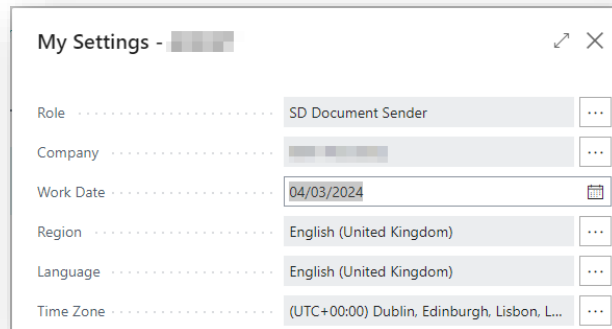 My Settings -
Role SD Document Sender
Company
Work Date 04/03/2024
Region English (United Kingdom)
Language English (United Kingdom)
Time Zone (UTC+00:00) Dublin, Edinburgh, Lisbon, L...